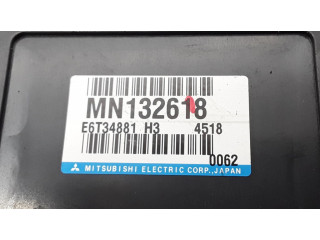 MN132618
E6T34881 H3 4518
0062
MITSUBISHI ELECTRIC CORP., JAPAN